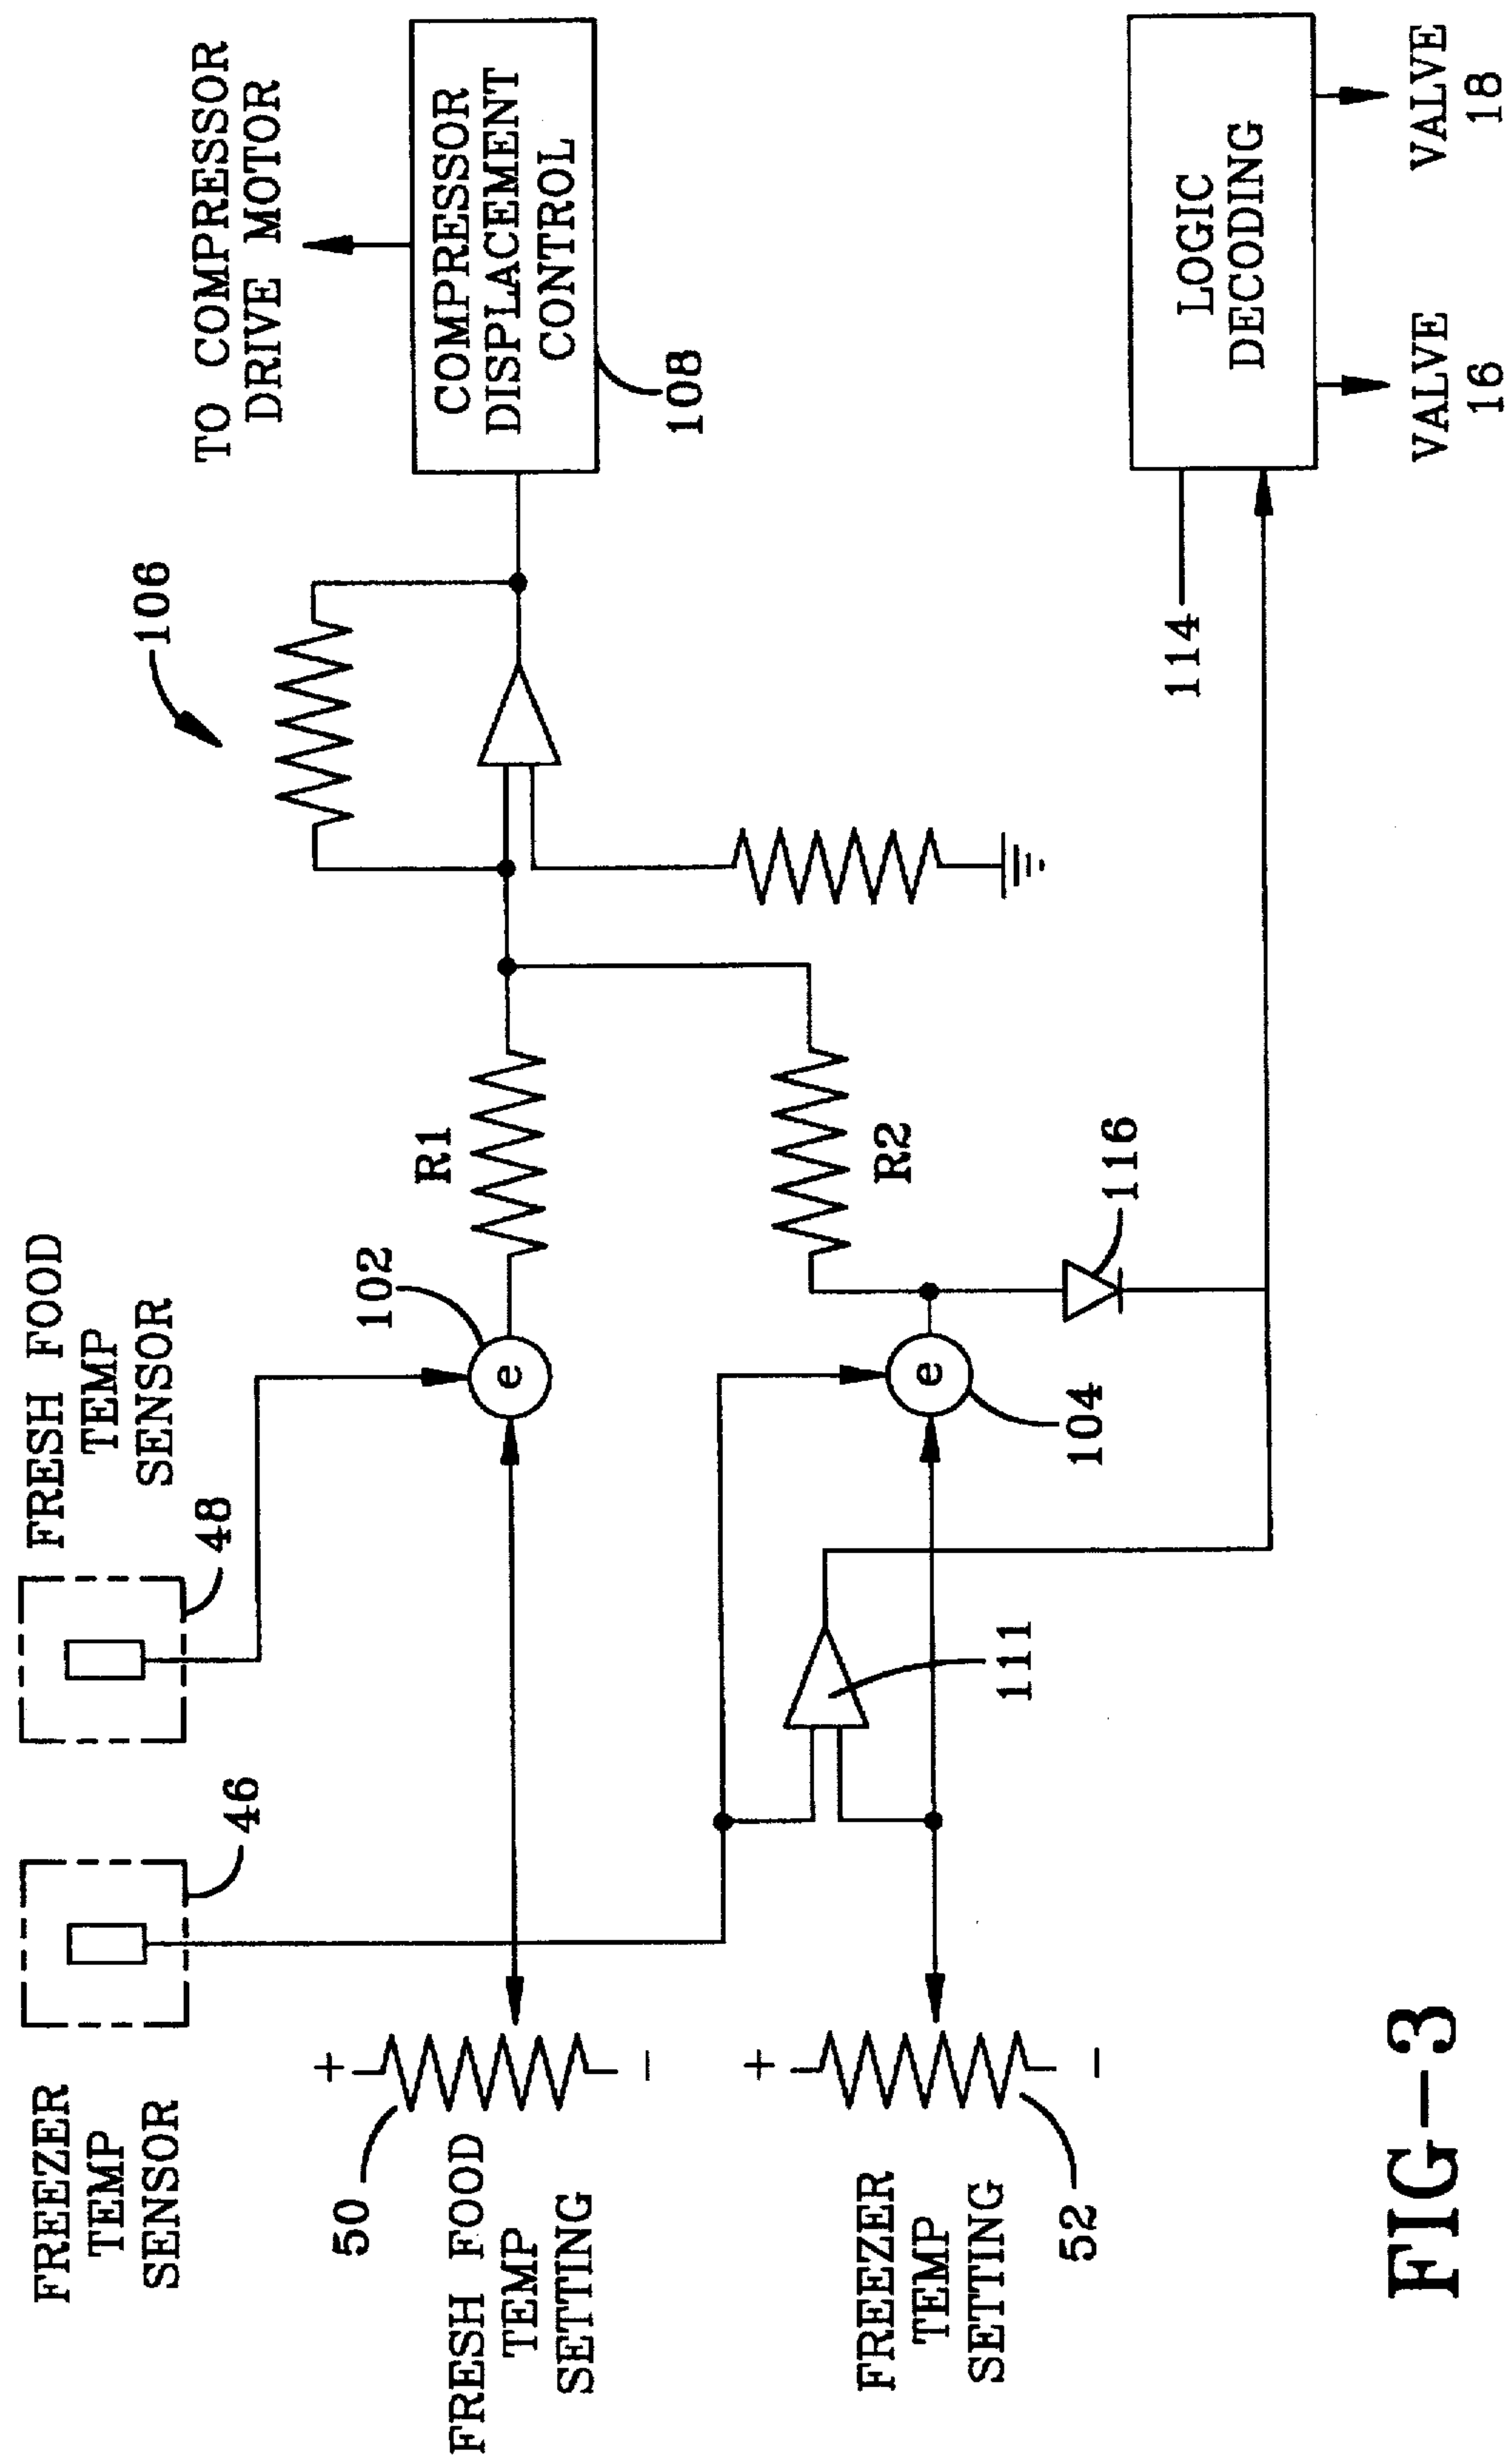 FREEZER
TEMP
SENSOR
46
FRESH FOOD
TEMP
SENSOR
48
TO COMPRESSOR
DRIVE MOTOR
COMPRESSOR
DISPLACEMENT
CONTROL
108
106
50
+
−
FRESH FOOD
TEMP
SETTING
102
e
R1
R2
+
−
52
FREEZER
TEMP
SETTING
111
e
104
116
114
LOGIC
DECODING
VALVE
16
VALVE
18
FIG-3